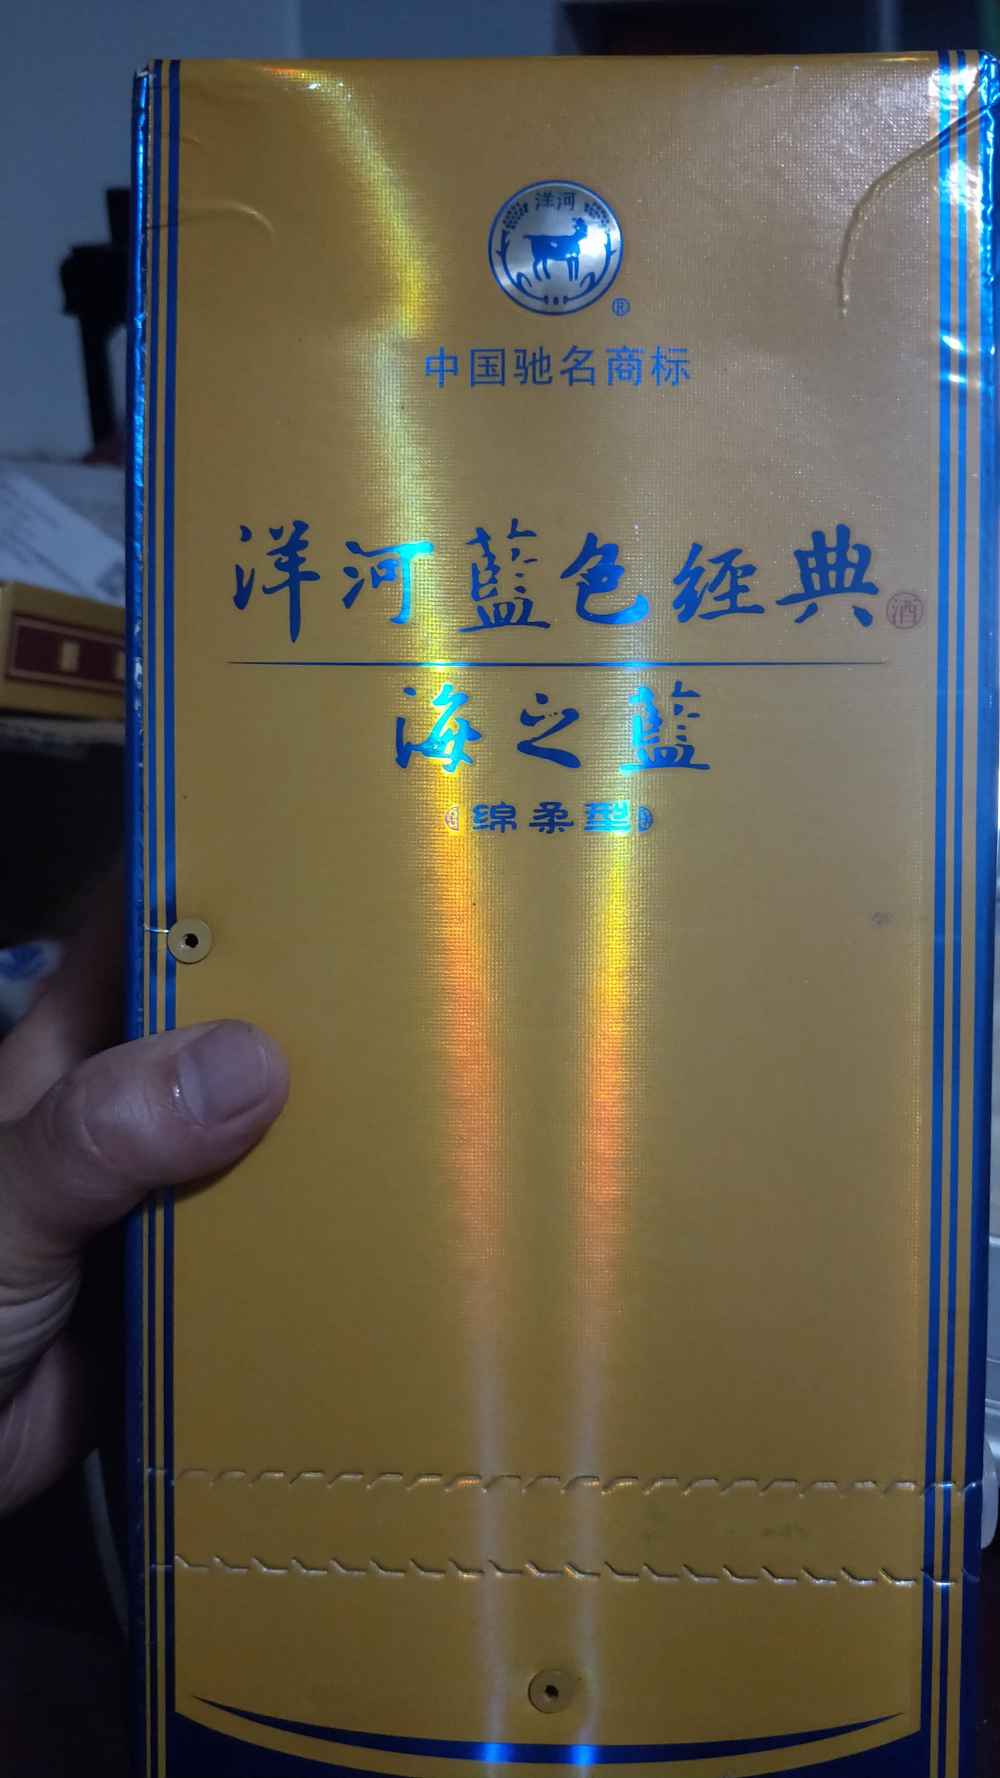 洋河
®
中国驰名商标
洋河藍色经典 酒
海之藍
绵柔型